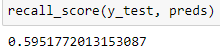 recall_score(y_test, preds)
0.5951772013153087